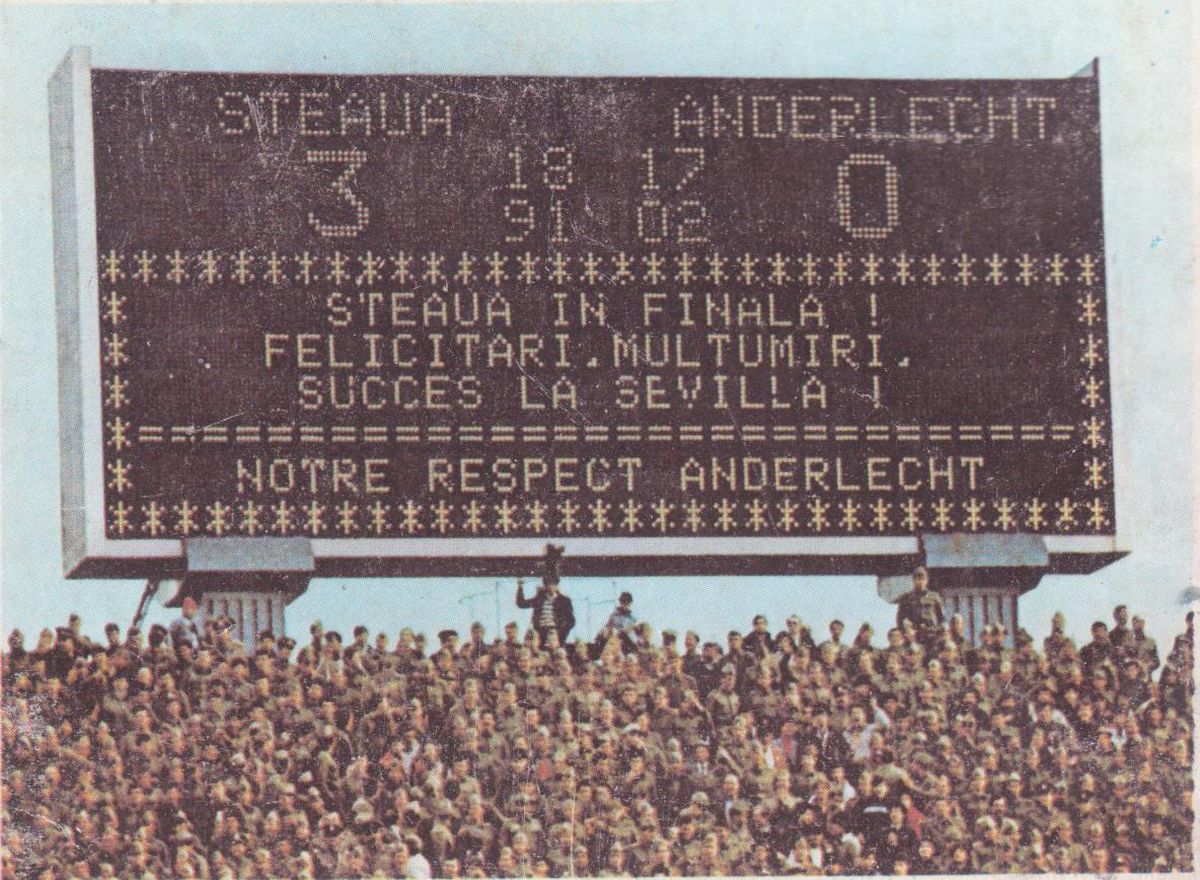 STEAUA ANDERLECHT
3 18 17 0
91 02
STEAUA IN FINALA !
FELICITARI.MULTUMIRI.
SUCCES LA SEVILLA !
NOTRE RESPECT ANDERLECHT